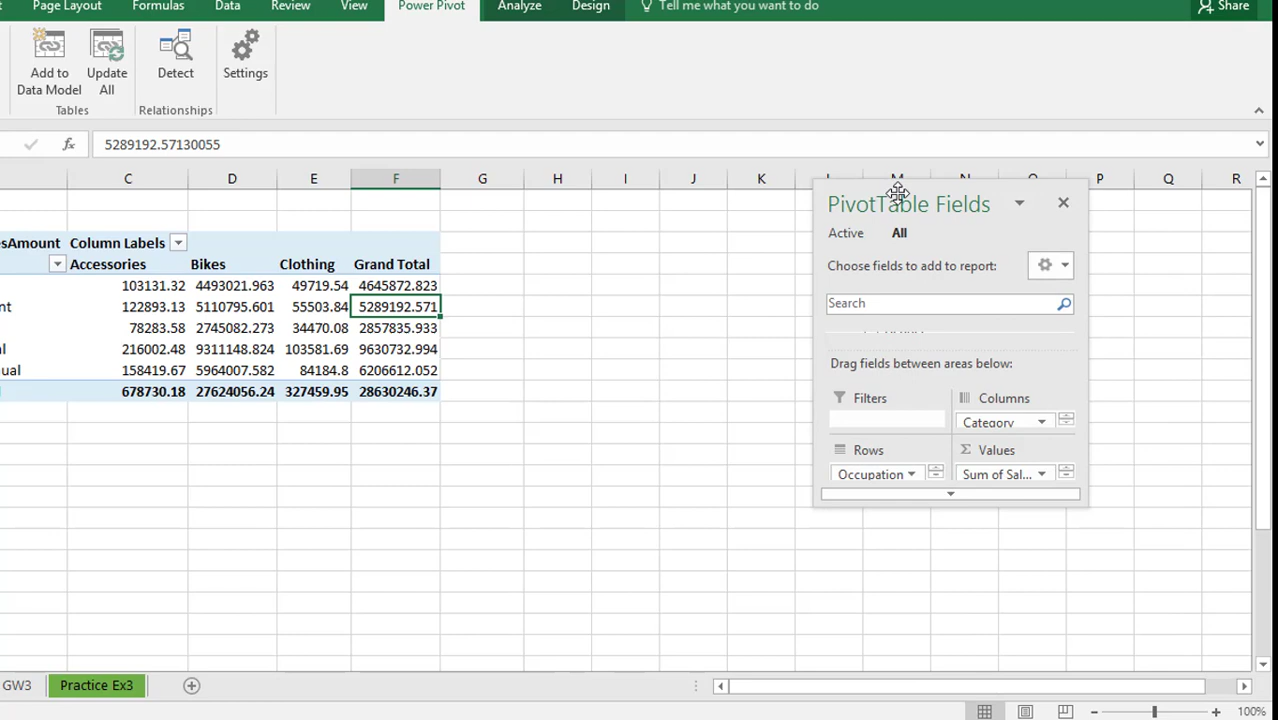 Page Layout Formulas Data Review View Power Pivot Analyze Design Tell me what you want to do Share
Add to Data Model
Update All
Detect
Settings
Tables
Relationships
fx 5289192.57130055
C D E F G H I J K L M N O P Q R
esAmount Column Labels
Accessories Bikes Clothing Grand Total
103131.32 4493021.963 49719.54 4645872.823
nt 122893.13 5110795.601 55503.84 5289192.571
78283.58 2745082.273 34470.08 2857835.933
al 216002.48 9311148.824 103581.69 9630732.994
ual 158419.67 5964007.582 84184.8 6206612.052
678730.18 27624056.24 327459.95 28630246.37
PivotTable Fields
Active All
Choose fields to add to report:
Search
Drag fields between areas below:
Filters
Columns
Category
Rows
Σ Values
Occupation
Sum of Sal...
GW3 Practice Ex3
100%